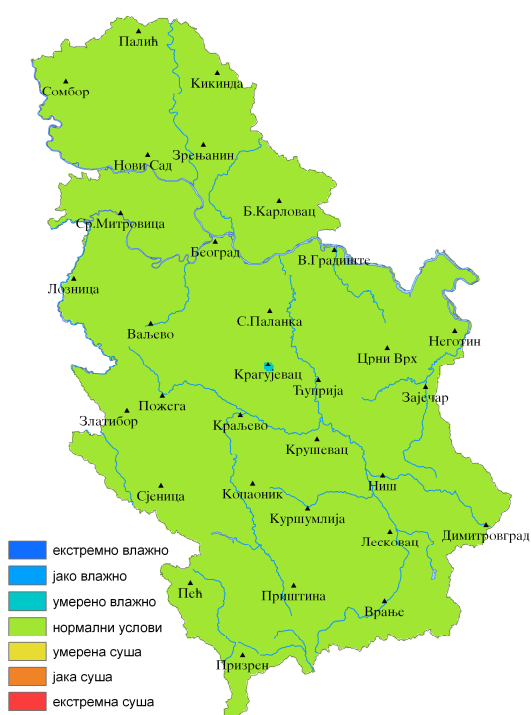 Палић
Кикинда
Сомбор
Зрењанин
Нови Сад
Б.Карловац
Ср.Митровица
Београд
В.Градиште
Лозница
С.Паланка
Ваљево
Неготин
Црни Врх
Крагујевац
Ћуприја
Зајечар
Пожега
Златибор
Краљево
Крушевац
Ниш
Сјеница
Копаоник
Куршумлија
Димитровград
Лесковац
екстремно влажно
јако влажно
Пећ
Приштина
умерено влажно
Врање
нормални услови
умерена суша
Призрен
јака суша
екстремна суша